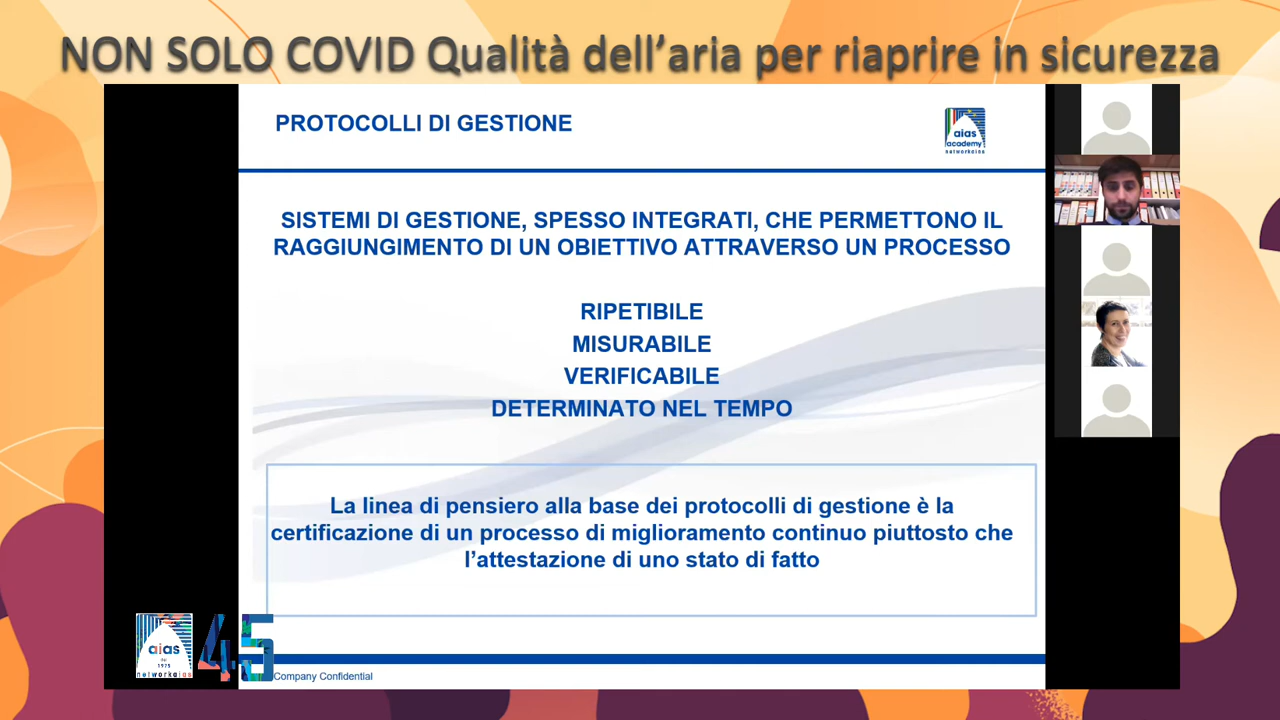 NON SOLO COVID Qualità dell'aria per riaprire in sicurezza
PROTOCOLLI DI GESTIONE
aias
academy
networkaias
SISTEMI DI GESTIONE, SPESSO INTEGRATI, CHE PERMETTONO IL
RAGGIUNGIMENTO DI UN OBIETTIVO ATTRAVERSO UN PROCESSO
RIPETIBILE
MISURABILE
VERIFICABILE
DETERMINATO NEL TEMPO
La linea di pensiero alla base dei protocolli di gestione è la
certificazione di un processo di miglioramento continuo piuttosto che
l'attestazione di uno stato di fatto
aias
dal
1975
networkaias
45
Company Confidential